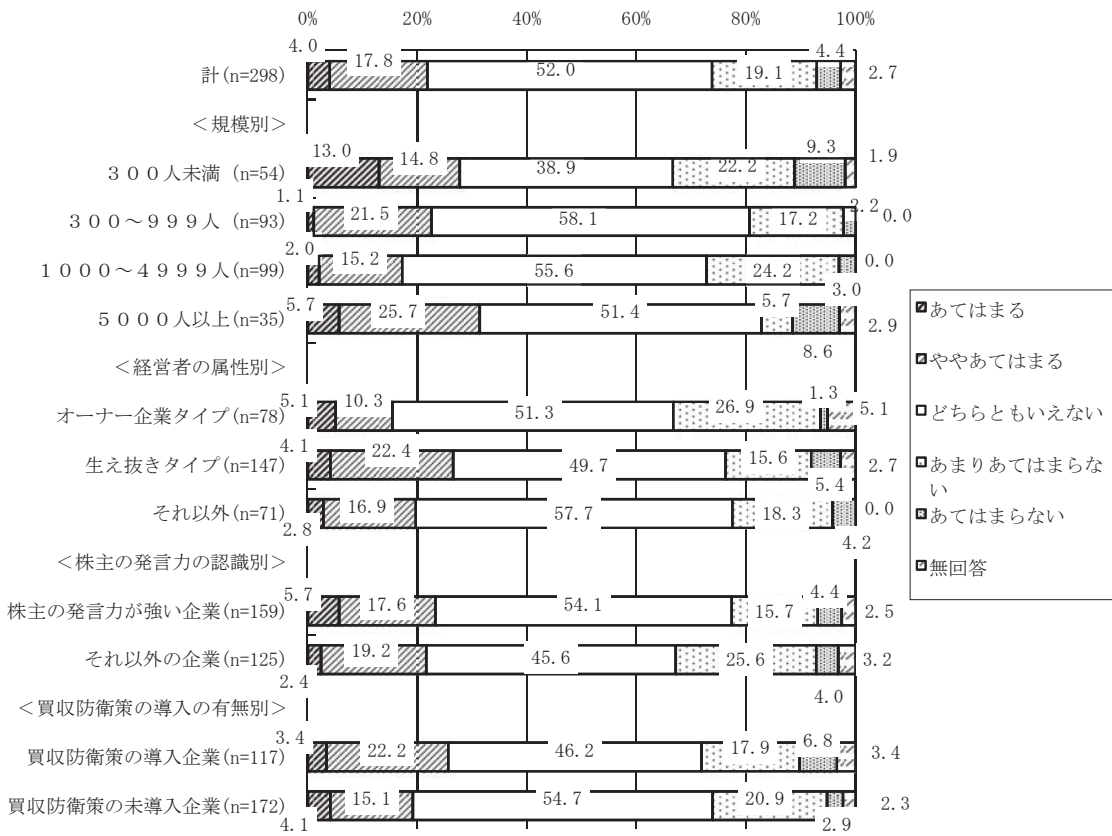 0% 20% 40% 60% 80% 100%
計(n=298) 4.0 17.8 52.0 19.1 4.4 2.7
＜規模別＞
３００人未満 (n=54) 13.0 14.8 38.9 22.2 9.3 1.9
３００～９９９人 (n=93) 1.1 21.5 58.1 17.2 2.2 0.0
１０００～４９９９人(n=99) 2.0 15.2 55.6 24.2 3.0 0.0
５０００人以上(n=35) 5.7 25.7 51.4 5.7 8.6 2.9
＜経営者の属性別＞
オーナー企業タイプ(n=78) 5.1 10.3 51.3 26.9 1.3 5.1
生え抜きタイプ(n=147) 4.1 22.4 49.7 15.6 5.4 2.7
それ以外(n=71) 2.8 16.9 57.7 18.3 4.2 0.0
＜株主の発言力の認識別＞
株主の発言力が強い企業(n=159) 5.7 17.6 54.1 15.7 4.4 2.5
それ以外の企業(n=125) 2.4 19.2 45.6 25.6 4.0 3.2
＜買収防衛策の導入の有無別＞
買収防衛策の導入企業(n=117) 3.4 22.2 46.2 17.9 6.8 3.4
買収防衛策の未導入企業(n=172) 4.1 15.1 54.7 20.9 2.9 2.3
あてはまる
ややあてはまる
どちらともいえない
あまりあてはまらな
い
あてはまらない
無回答